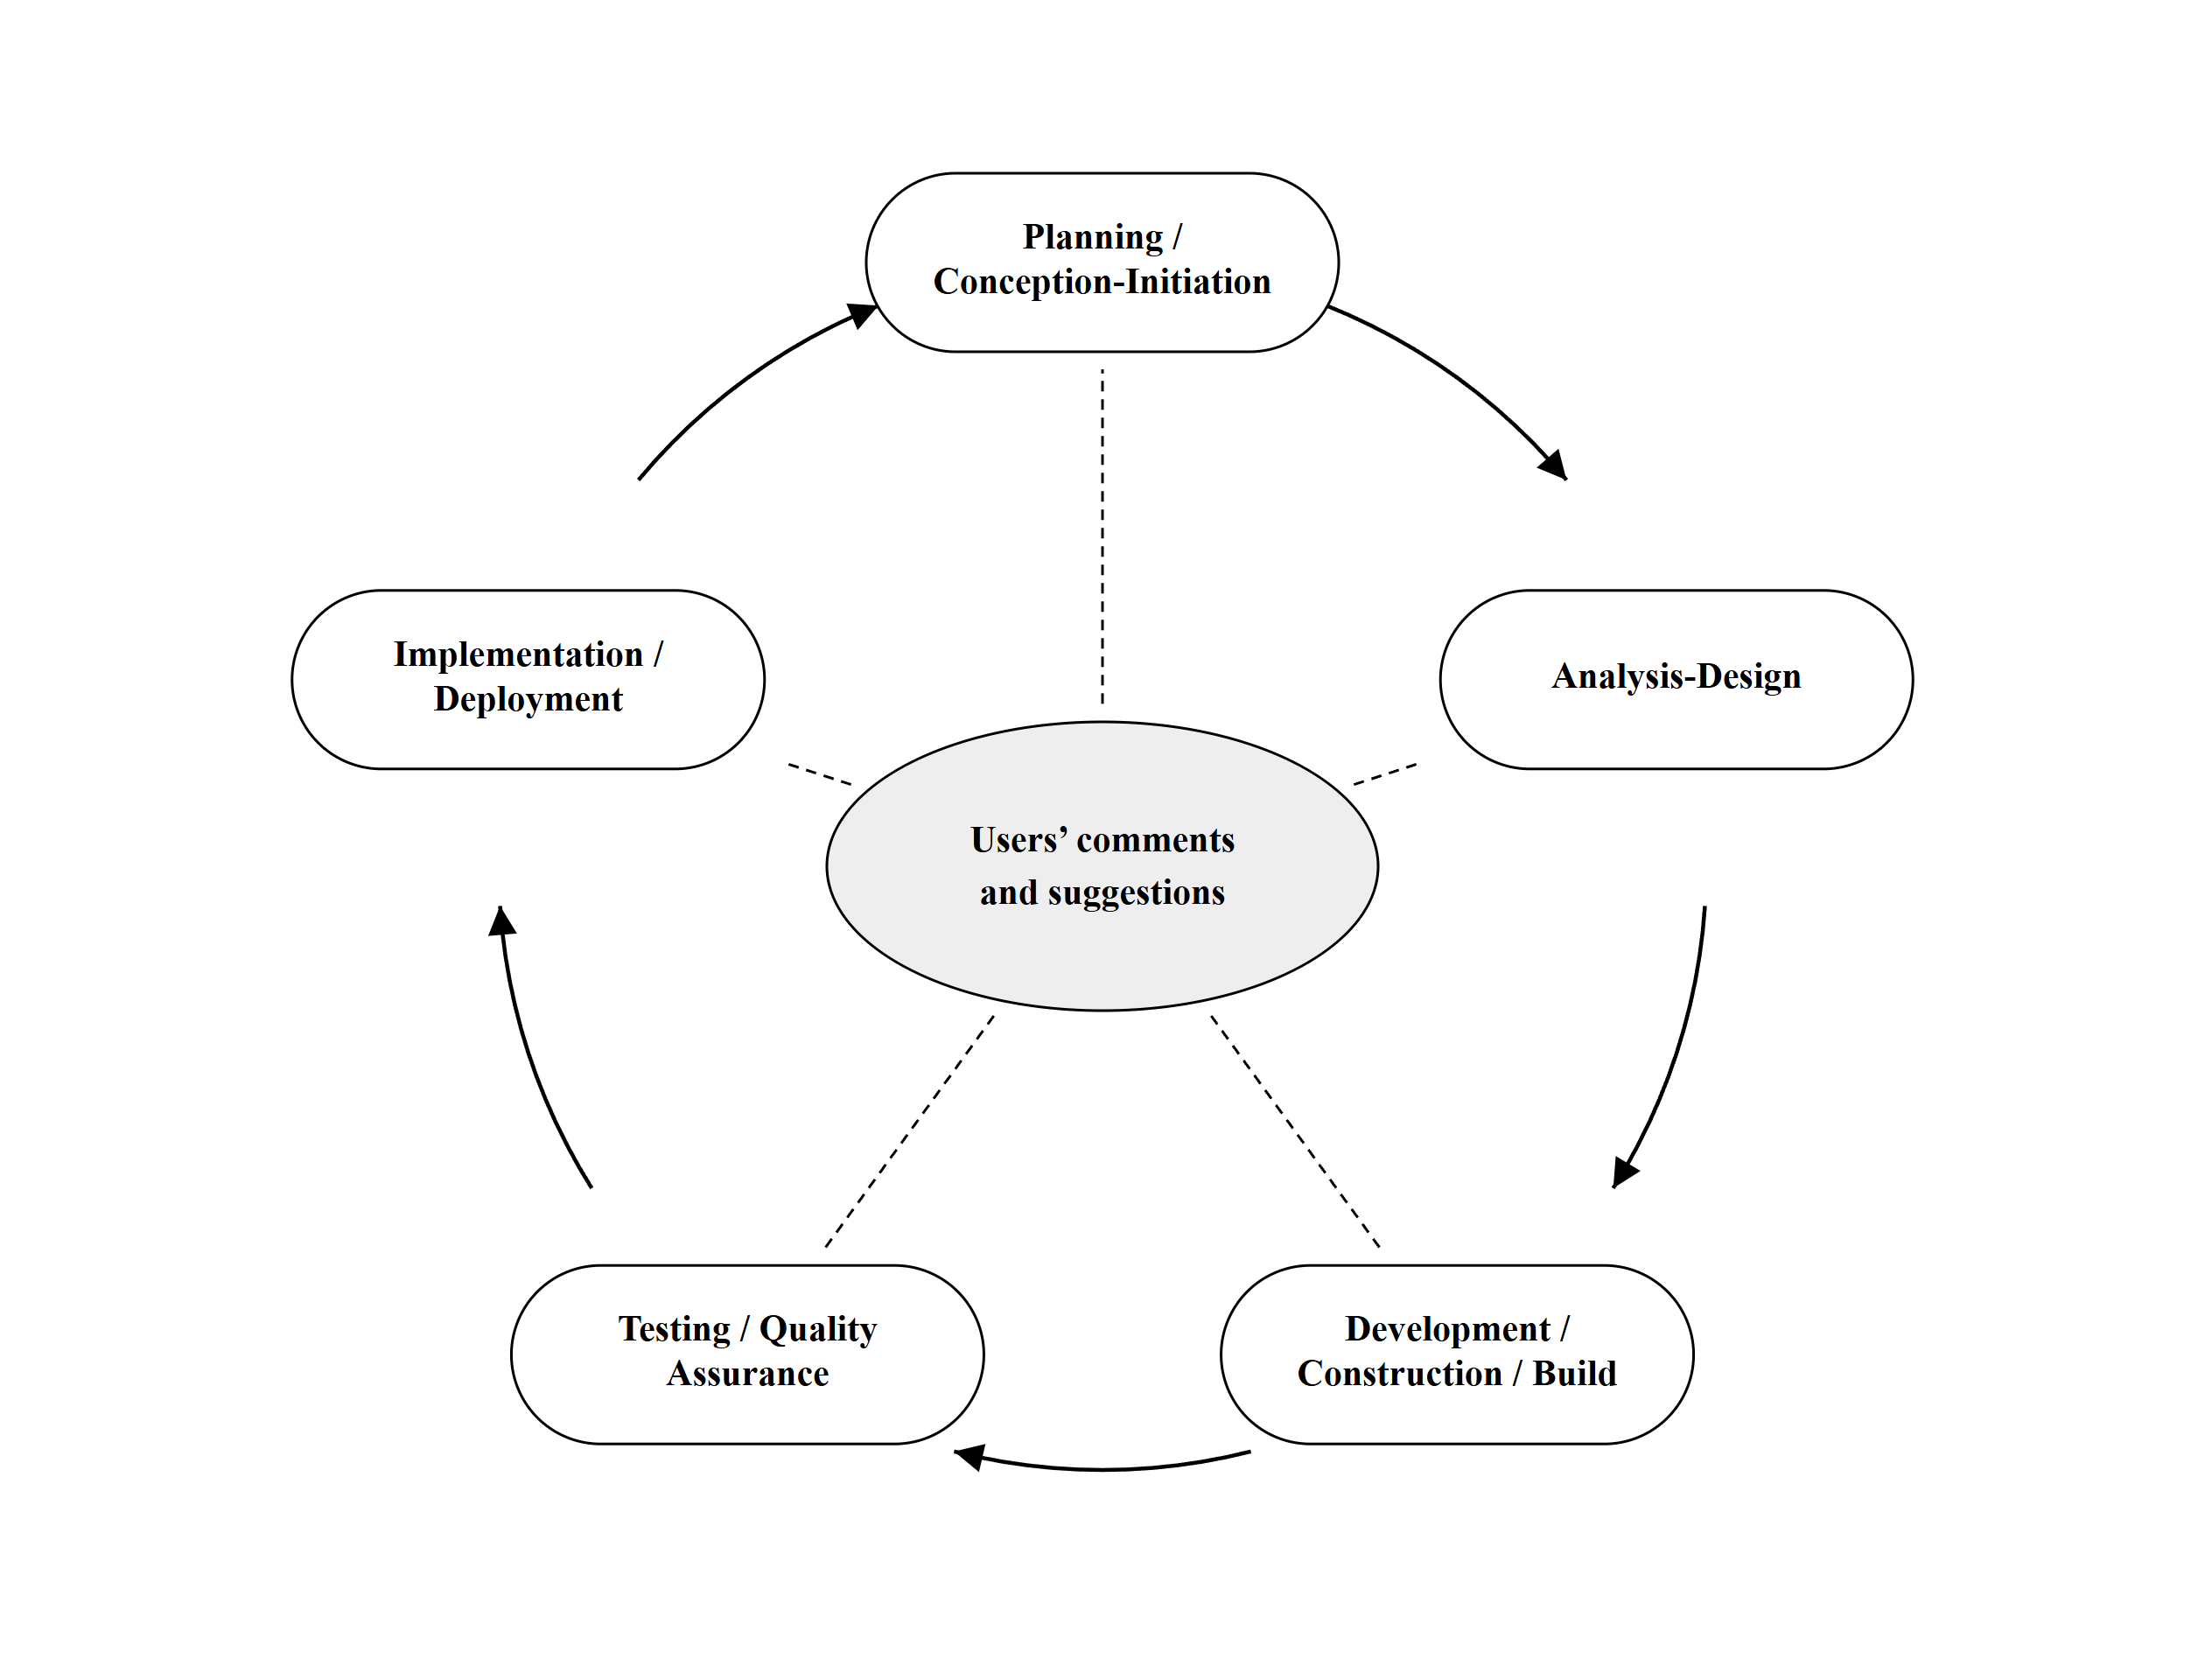 Planning /
Conception-Initiation
Implementation /
Deployment
Analysis-Design
Users’ comments
and suggestions
Testing / Quality
Assurance
Development /
Construction / Build